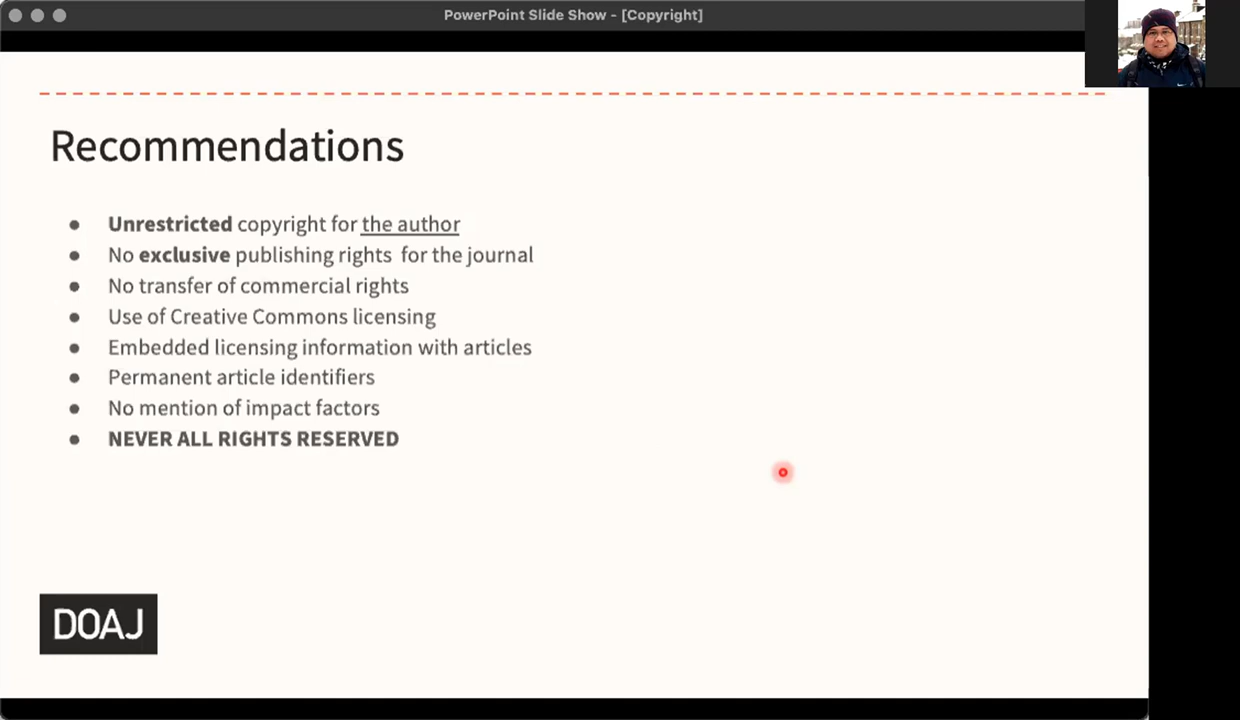 PowerPoint Slide Show - [Copyright]
Recommendations
● Unrestricted copyright for the author
● No exclusive publishing rights for the journal
● No transfer of commercial rights
● Use of Creative Commons licensing
● Embedded licensing information with articles
● Permanent article identifiers
● No mention of impact factors
● NEVER ALL RIGHTS RESERVED
DOAJ